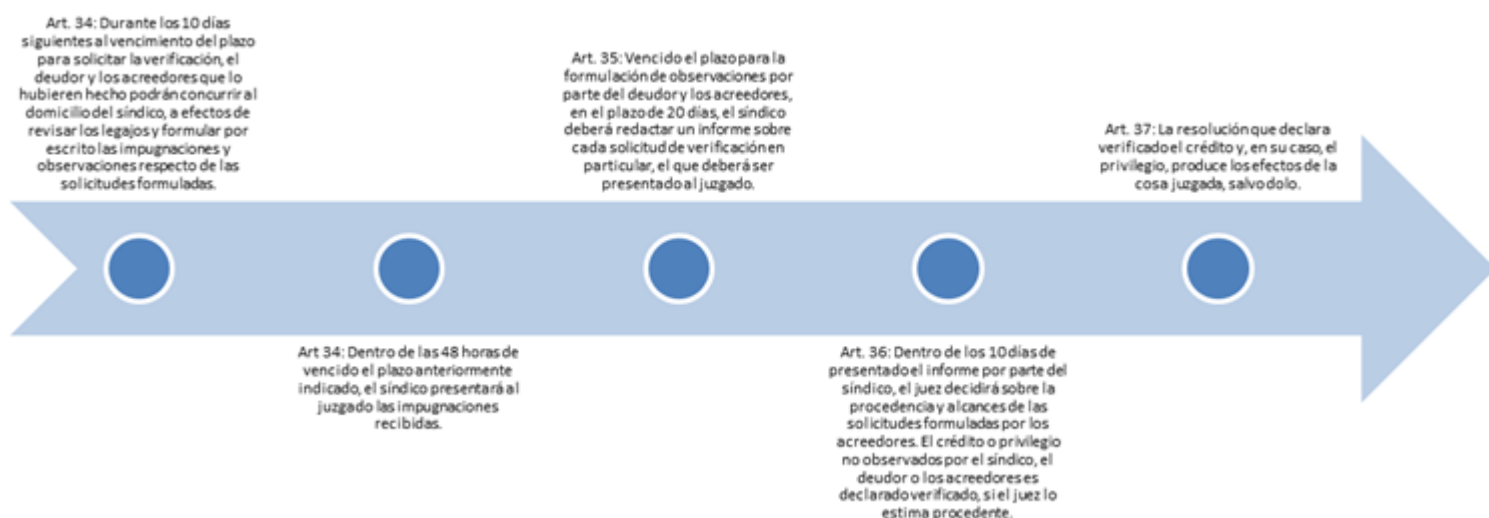 Art. 34: Durante los 10 días
siguientes al vencimiento del plazo
para solicitar la verificación, el
deudor y los acreedores que lo
hubieren hecho podrán concurrir al
domicilio del síndico, a efectos de
revisar los legajos y formular por
escrito las impugnaciones y
observaciones respecto de las
solicitudes formuladas.
Art 34: Dentro de las 48 horas de
vencido el plazo anteriormente
indicado, el síndico presentará al
juzgado las impugnaciones
recibidas.
Art. 35: Vencido el plazo para la
formulación de observaciones por
parte del deudor y los acreedores,
en el plazo de 20 días, el síndico
deberá redactar un informe sobre
cada solicitud de verificación en
particular, el que deberá ser
presentado al juzgado.
Art. 36: Dentro de los 10 días de
presentado el informe por parte del
síndico, el juez decidirá sobre la
procedencia y alcances de las
solicitudes formuladas por los
acreedores. El crédito o privilegio
no observados por el síndico, el
deudor o los acreedores es
declarado verificado, si el juez lo
estima procedente.
Art. 37: La resolución que declara
verificado el crédito y, en su caso, el
privilegio, produce los efectos de la
cosa juzgada, salvo dolo.